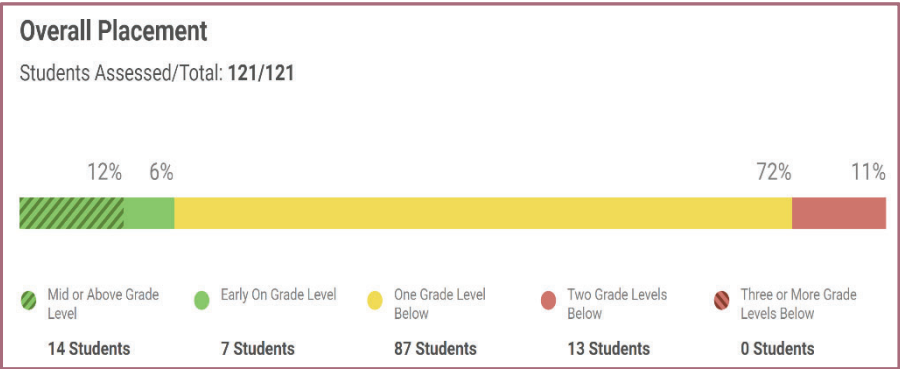 Overall Placement
Students Assessed/Total: 121/121
12% 6% 72% 11%
Mid or Above Grade
Level
14 Students
Early On Grade Level
7 Students
One Grade Level
Below
87 Students
Two Grade Levels
Below
13 Students
Three or More Grade
Levels Below
0 Students